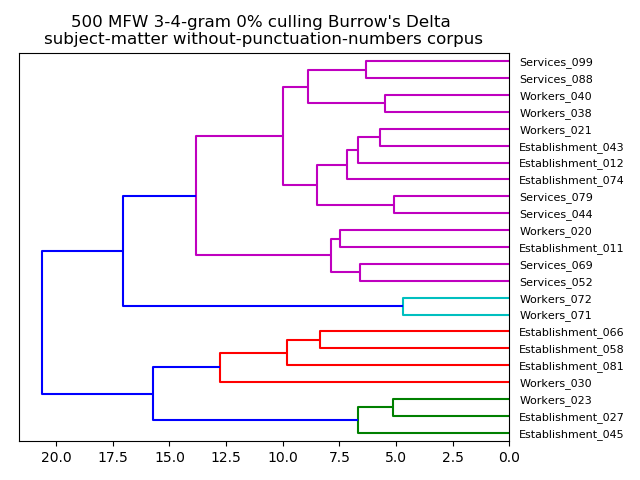 500 MFW 3-4-gram 0% culling Burrow's Delta
subject-matter without-punctuation-numbers corpus
Services_099
Services_088
Workers_040
Workers_038
Workers_021
Establishment_043
Establishment_012
Establishment_074
Services_079
Services_044
Workers_020
Establishment_011
Services_069
Services_052
Workers_072
Workers_071
Establishment_066
Establishment_058
Establishment_081
Workers_030
Workers_023
Establishment_027
Establishment_045
20.0 17.5 15.0 12.5 10.0 7.5 5.0 2.5 0.0